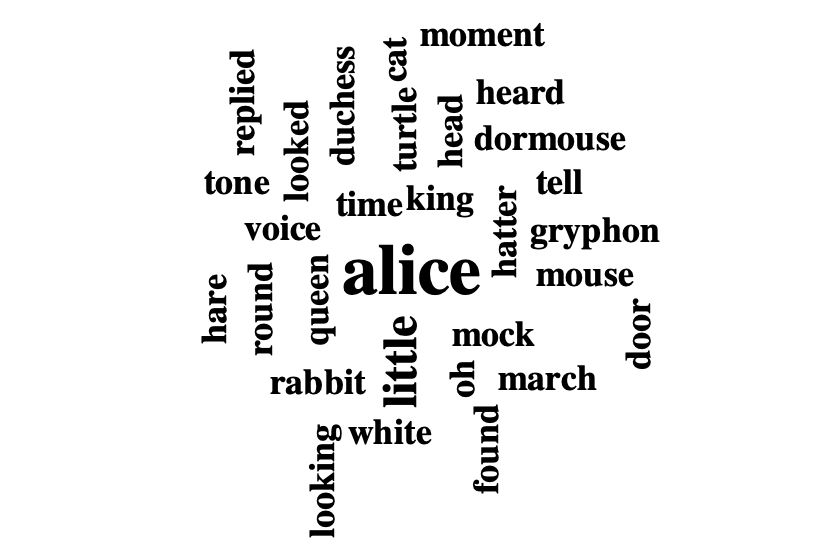 moment
cat
replied
duchess
heard
turtle
head
looked
dormouse
tone
tell
time
king
hatter
voice
gryphon
alice
mouse
queen
hare
round
door
mock
little
oh
march
rabbit
white
found
looking